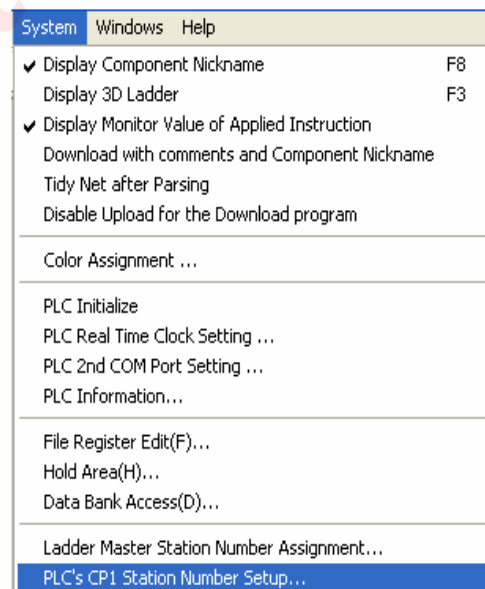 System Windows Help
✓ Display Component Nickname F8
Display 3D Ladder F3
✓ Display Monitor Value of Applied Instruction
Download with comments and Component Nickname
Tidy Net after Parsing
Disable Upload for the Download program
Color Assignment ...
PLC Initialize
PLC Real Time Clock Setting ...
PLC 2nd COM Port Setting ...
PLC Information...
File Register Edit(F)...
Hold Area(H)...
Data Bank Access(D)...
Ladder Master Station Number Assignment...
PLC's CP1 Station Number Setup...